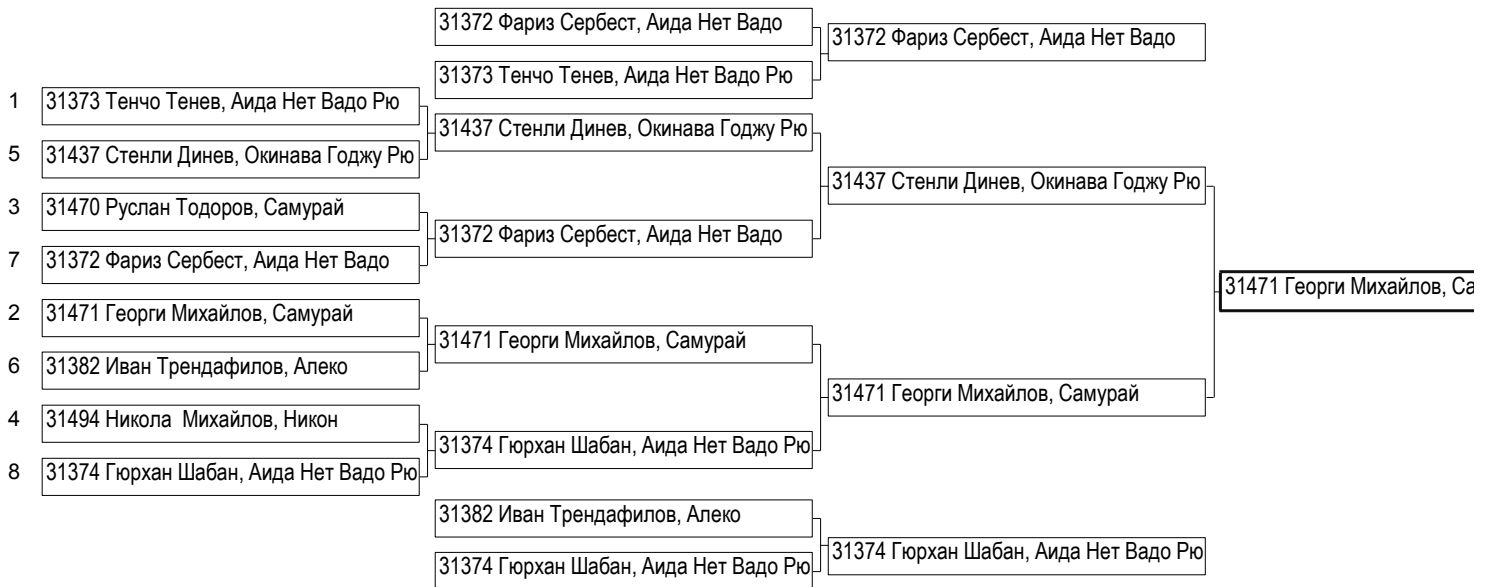 31372 Фариз Сербест, Аида Нет Вадо
31372 Фариз Сербест, Аида Нет Вадо
31373 Тенчо Тенев, Аида Нет Вадо Рю
1 31373 Тенчо Тенев, Аида Нет Вадо Рю
31437 Стенли Динев, Окинава Годжу Рю
5 31437 Стенли Динев, Окинава Годжу Рю
31437 Стенли Динев, Окинава Годжу Рю
3 31470 Руслан Тодоров, Самурай
31372 Фариз Сербест, Аида Нет Вадо
7 31372 Фариз Сербест, Аида Нет Вадо
31471 Георги Михайлов, Са
2 31471 Георги Михайлов, Самурай
31471 Георги Михайлов, Самурай
6 31382 Иван Трендафилов, Алеко
31471 Георги Михайлов, Самурай
4 31494 Никола  Михайлов, Никон
31374 Гюрхан Шабан, Аида Нет Вадо Рю
8 31374 Гюрхан Шабан, Аида Нет Вадо Рю
31382 Иван Трендафилов, Алеко
31374 Гюрхан Шабан, Аида Нет Вадо Рю
31374 Гюрхан Шабан, Аида Нет Вадо Рю